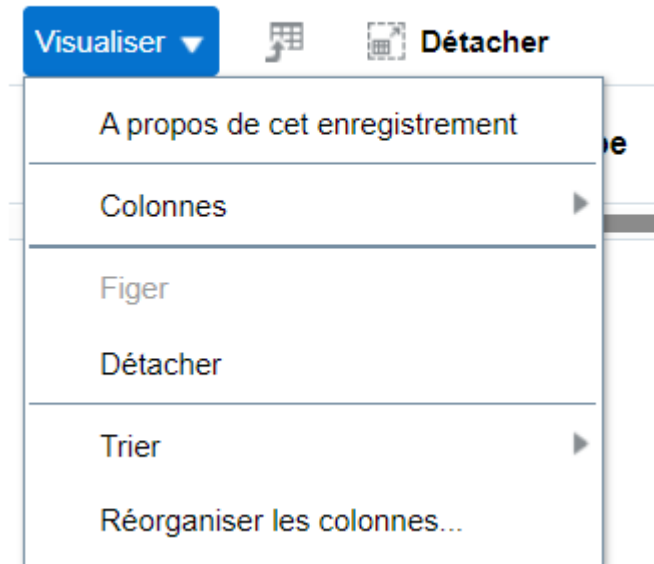 Visualiser
Détacher
A propos de cet enregistrement
Colonnes
Figer
Détacher
Trier
Réorganiser les colonnes...